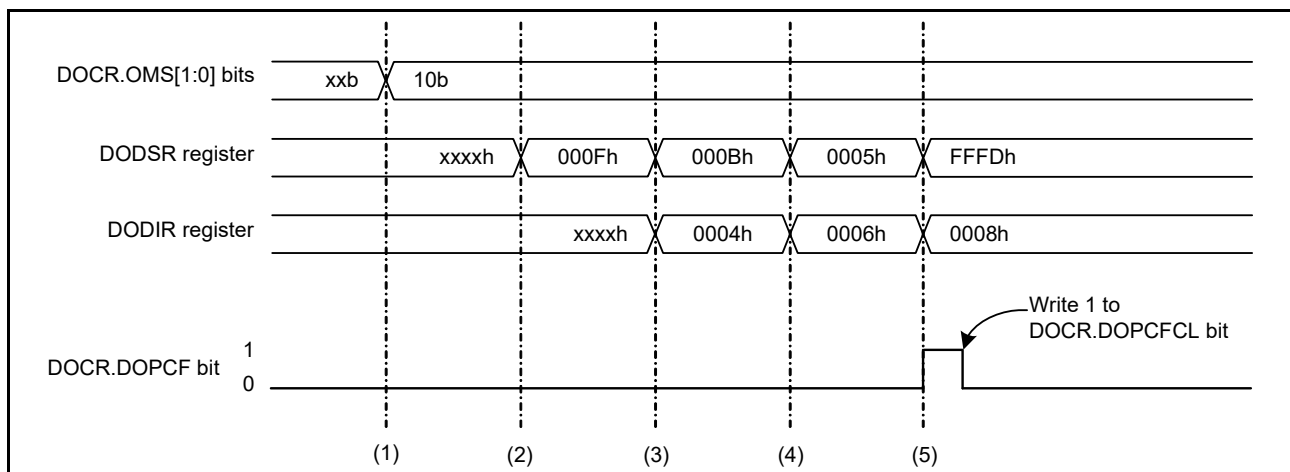 DOCR.OMS[1:0] bits xxb 10b
DODSR register xxxxh 000Fh 000Bh 0005h FFFDh
DODIR register xxxxh 0004h 0006h 0008h
Write 1 to
DOCR.DOPCFCL bit
1
DOCR.DOPCF bit
0
(1) (2) (3) (4) (5)